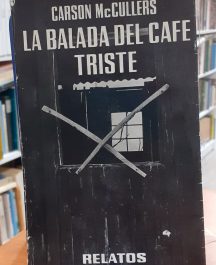 CARSON McCULLERS
LA BALADA DEL CAFE
TRISTE
RELATOS